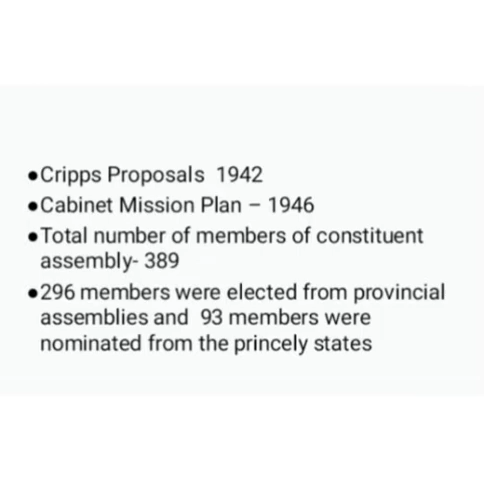 ●Cripps Proposals  1942
●Cabinet Mission Plan – 1946
●Total number of members of constituent
assembly- 389
●296 members were elected from provincial
assemblies and  93 members were
nominated from the princely states